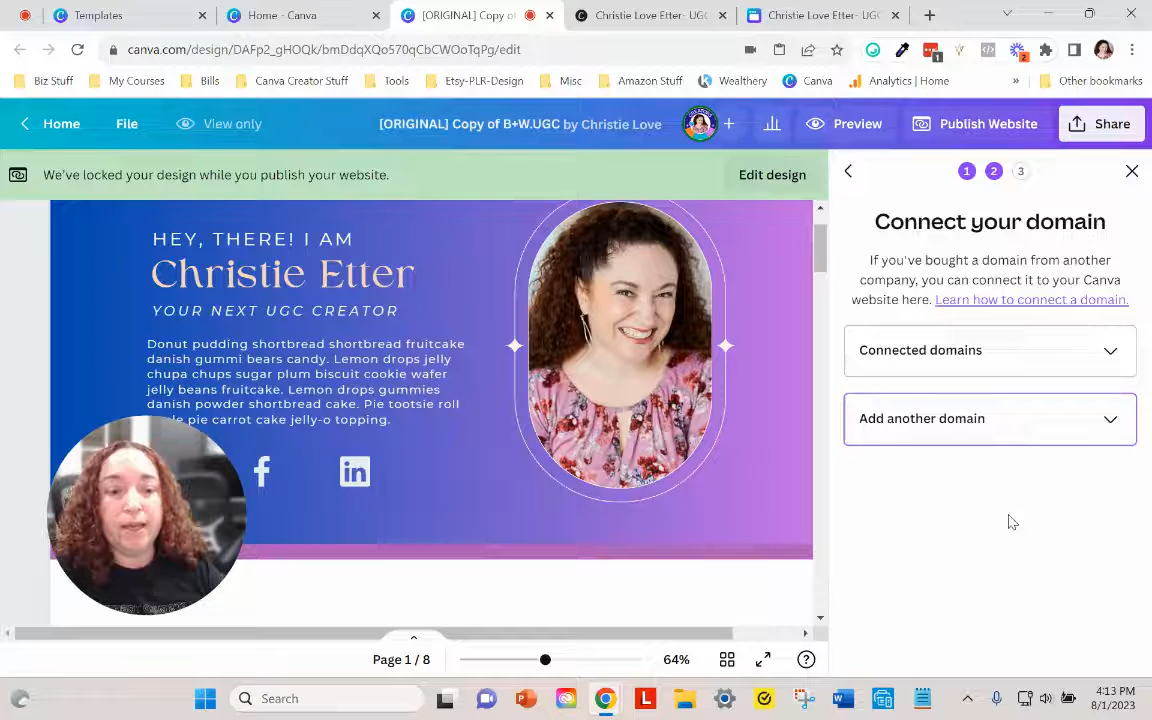 Templates
Home - Canva
[ORIGINAL] Copy of
Christie Love Etter- UGC
Christie Love Etter- UGC
canva.com/design/DAFp2_gHOQk/bmDdqXQo570qCbCWOoTqPg/edit
1
2
Biz Stuff
My Courses
Bills
Canva Creator Stuff
Tools
Etsy-PLR-Design
Misc
Amazon Stuff
Wealthery
Canva
Analytics | Home
»
Other bookmarks
Home
File
View only
[ORIGINAL] Copy of B+W.UGC by Christie Love
Preview
Publish Website
Share
We've locked your design while you publish your website.
Edit design
HEY, THERE! I AM
Christie Etter
YOUR NEXT UGC CREATOR
Donut pudding shortbread shortbread fruitcake
danish gummi bears candy. Lemon drops jelly
chupa chups sugar plum biscuit cookie wafer
jelly beans fruitcake. Lemon drops gummies
danish powder shortbread cake. Pie tootsie roll
pie carrot cake jelly-o topping.
f
in
1 2 3
Connect your domain
If you've bought a domain from another
company, you can connect it to your Canva
website here. Learn how to connect a domain.
Connected domains
Add another domain
Page 1 / 8
64%
Search
4:13 PM
8/1/2023